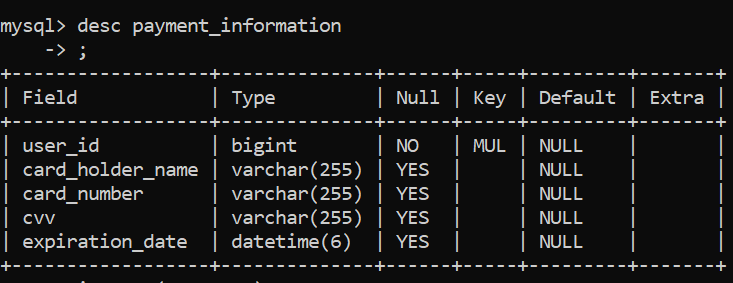 mysql> desc payment_information
    -> ;
+------------------+--------------+------+-----+---------+-------+
| Field            | Type         | Null | Key | Default | Extra |
+------------------+--------------+------+-----+---------+-------+
| user_id          | bigint       | NO   | MUL | NULL    |       |
| card_holder_name | varchar(255) | YES  |     | NULL    |       |
| card_number      | varchar(255) | YES  |     | NULL    |       |
| cvv              | varchar(255) | YES  |     | NULL    |       |
| expiration_date  | datetime(6)  | YES  |     | NULL    |       |
+------------------+--------------+------+-----+---------+-------+